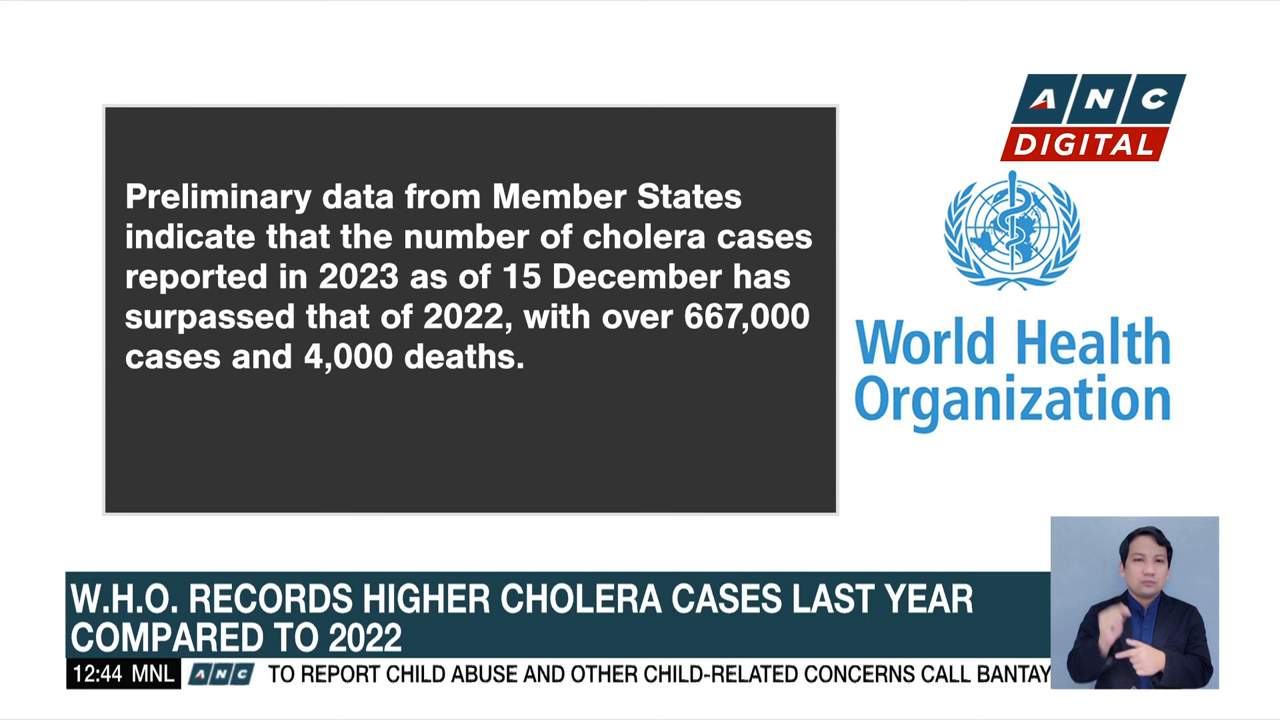 ANC
DIGITAL
Preliminary data from Member States
indicate that the number of cholera cases
reported in 2023 as of 15 December has
surpassed that of 2022, with over 667,000
cases and 4,000 deaths.
World Health
Organization
W.H.O. RECORDS HIGHER CHOLERA CASES LAST YEAR
COMPARED TO 2022
12:44 MNL ANC TO REPORT CHILD ABUSE AND OTHER CHILD-RELATED CONCERNS CALL BANTAY